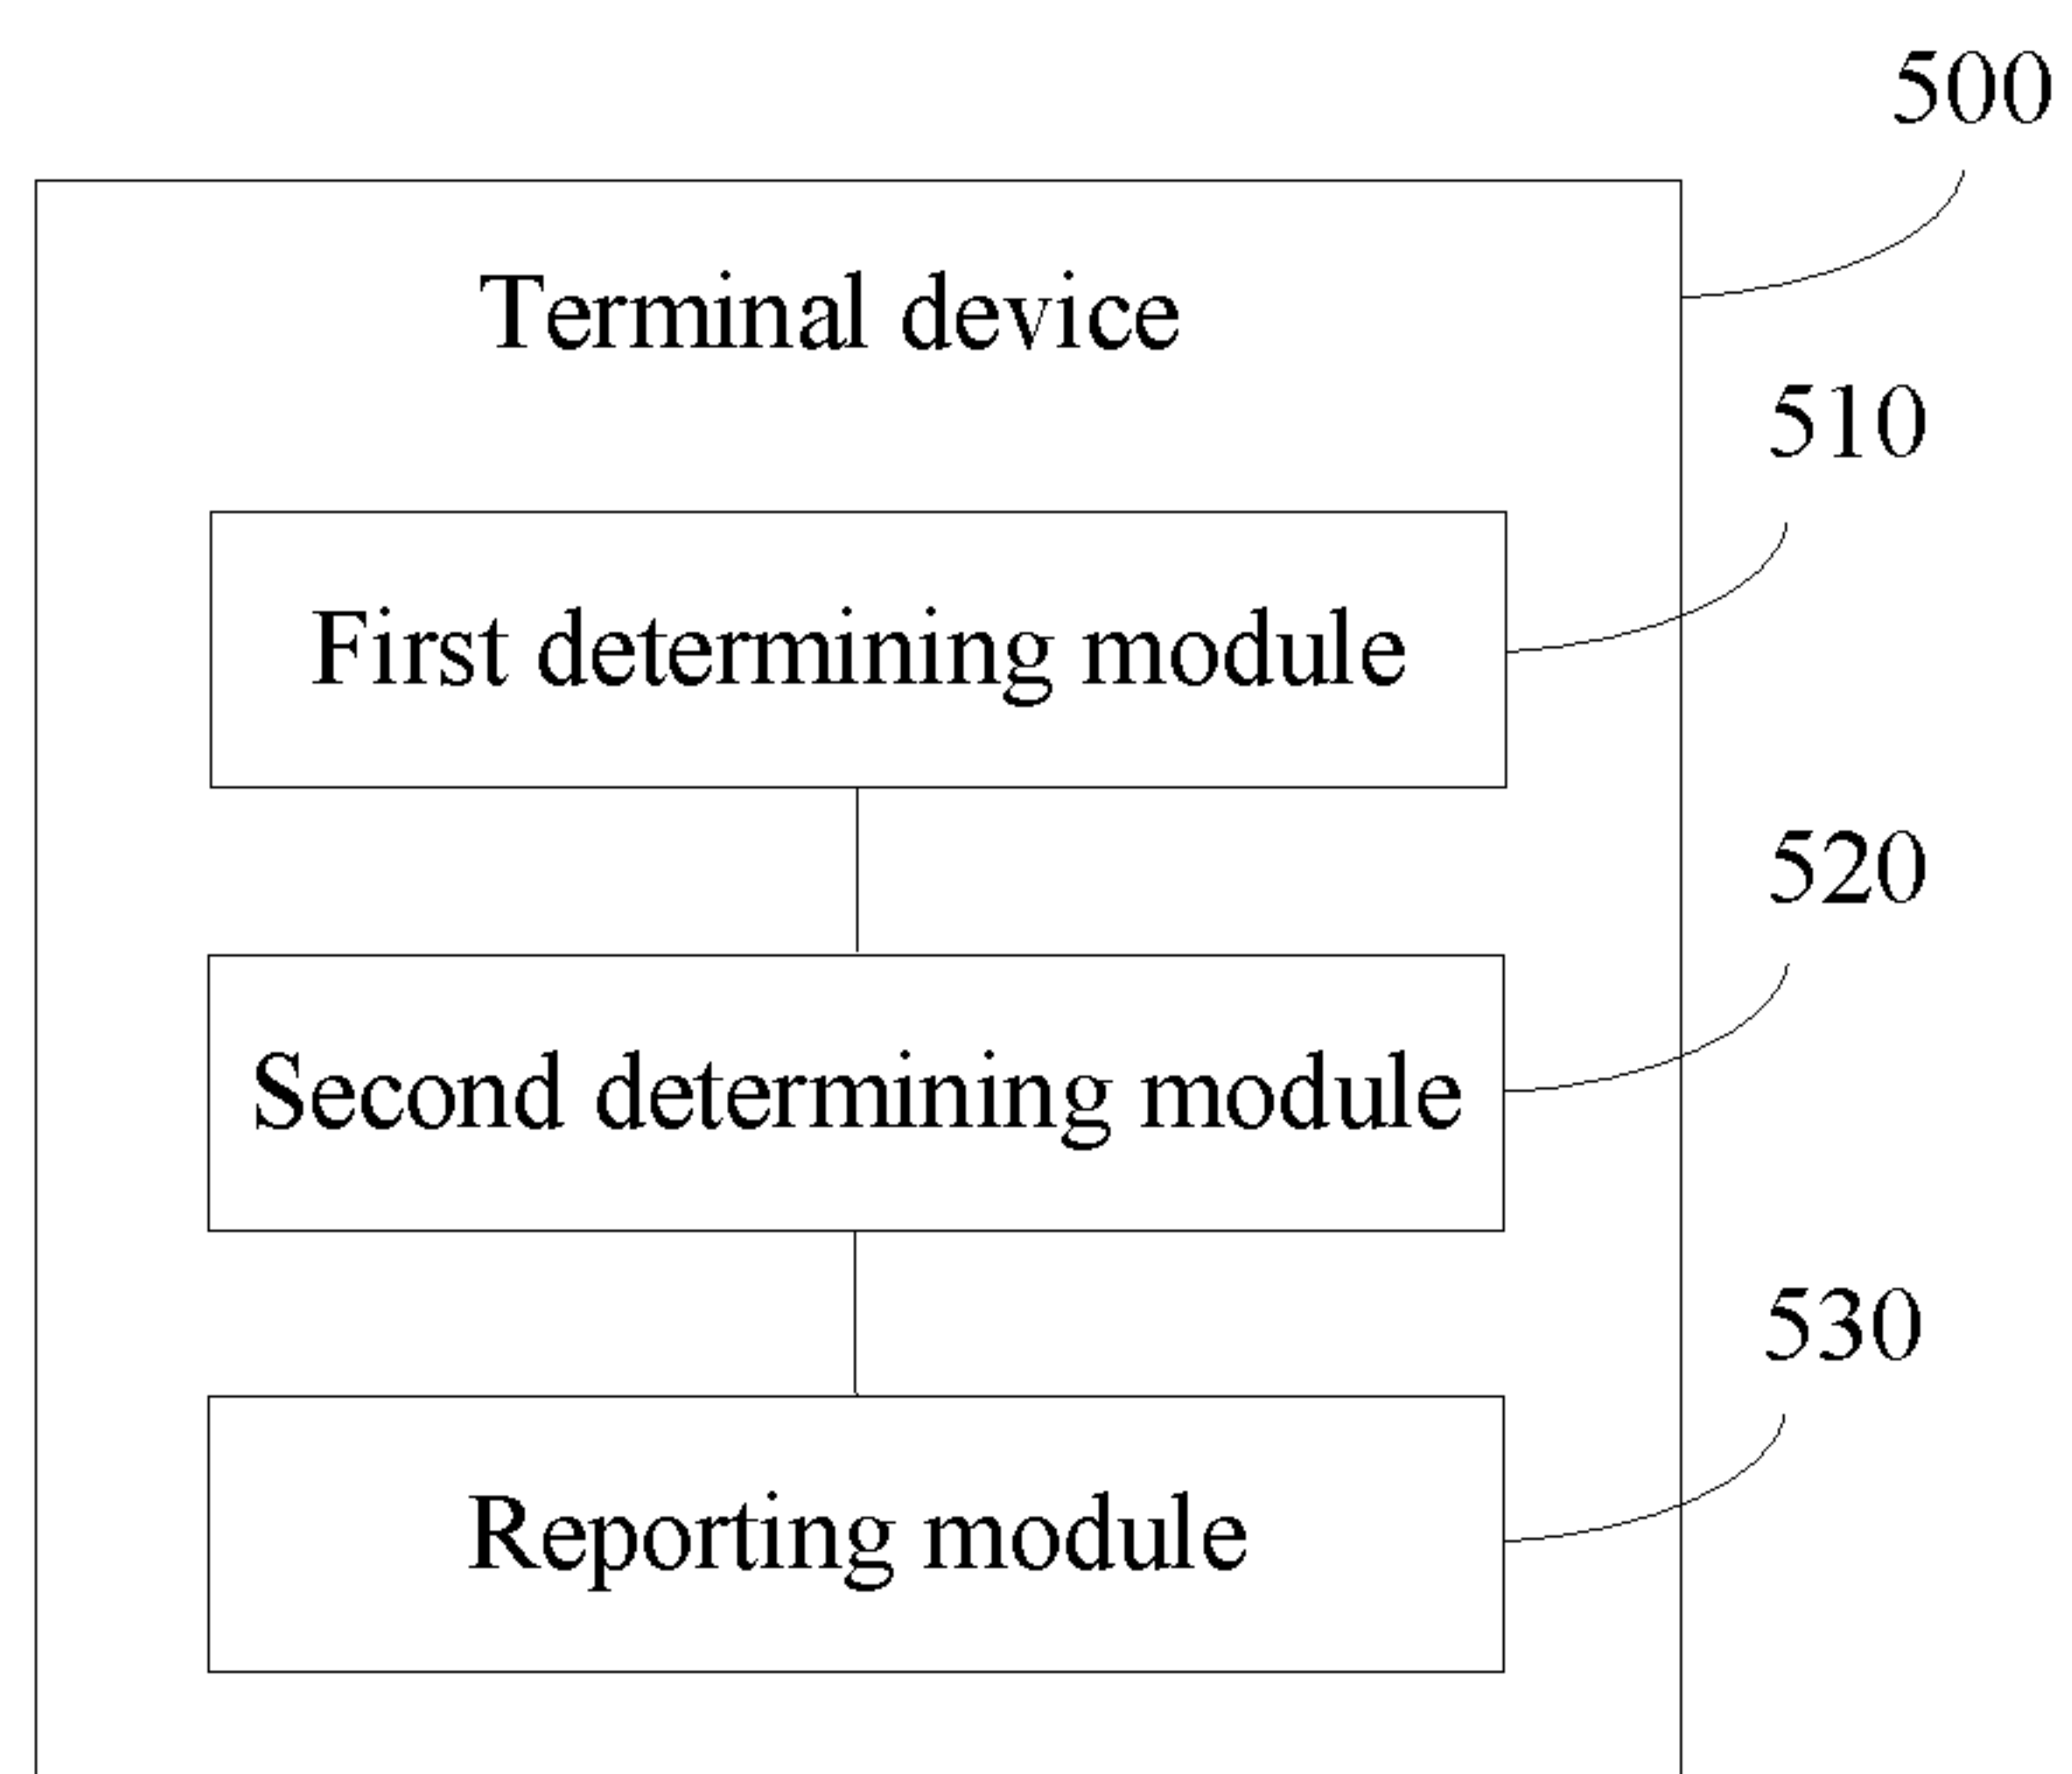 500
Terminal device
510
First determining module
520
Second determining module
530
Reporting module